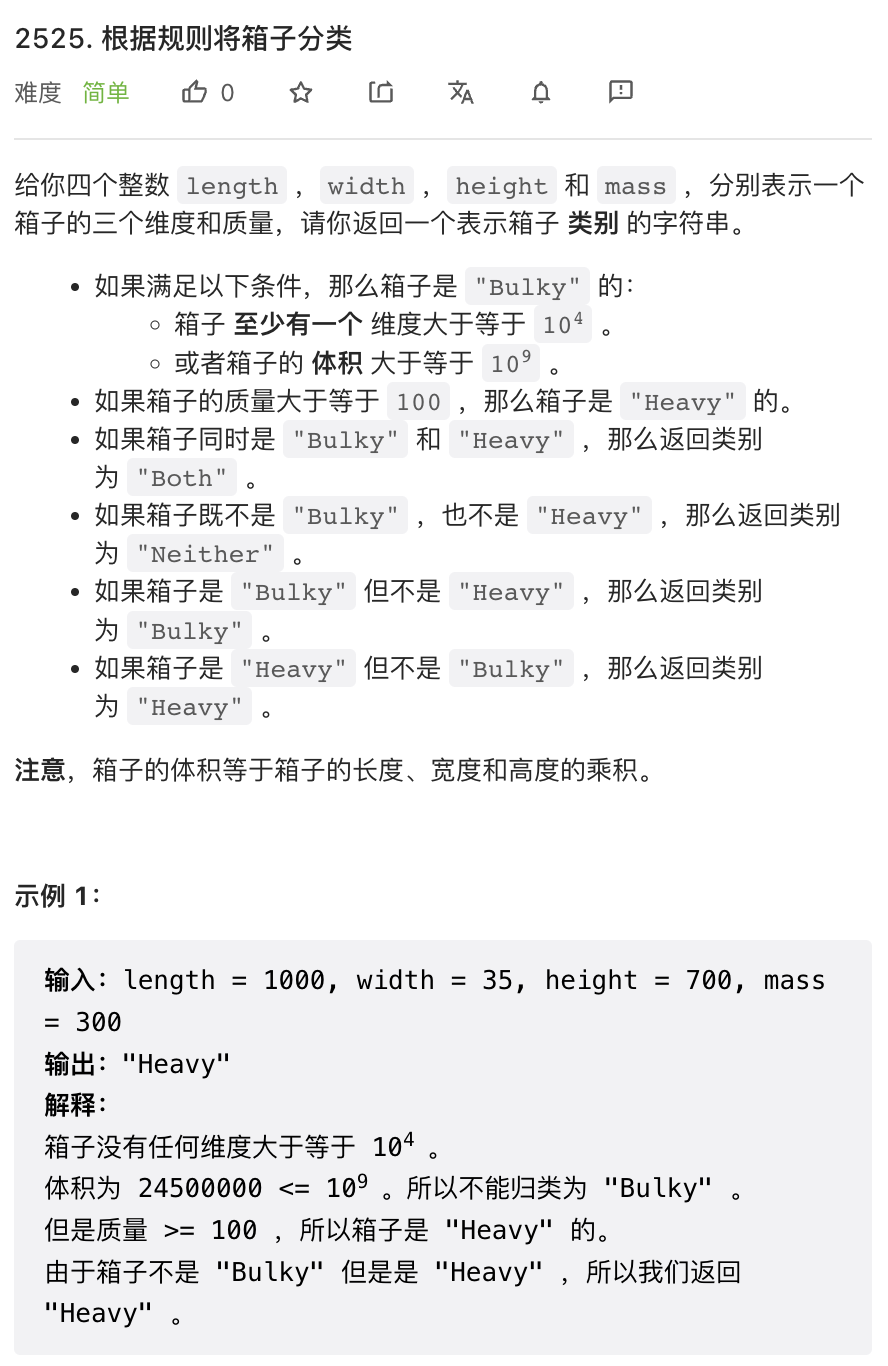 2525. 根据规则将箱子分类
难度 简单 0
给你四个整数 length ，width ，height 和 mass ，分别表示一个
箱子的三个维度和质量，请你返回一个表示箱子 类别 的字符串。
• 如果满足以下条件，那么箱子是 "Bulky" 的：
◦ 箱子 至少有一个 维度大于等于 10⁴ 。
◦ 或者箱子的 体积 大于等于 10⁹ 。
• 如果箱子的质量大于等于 100 ，那么箱子是 "Heavy" 的。
• 如果箱子同时是 "Bulky" 和 "Heavy" ，那么返回类别
为 "Both" 。
• 如果箱子既不是 "Bulky" ，也不是 "Heavy" ，那么返回类别
为 "Neither" 。
• 如果箱子是 "Bulky" 但不是 "Heavy" ，那么返回类别
为 "Bulky" 。
• 如果箱子是 "Heavy" 但不是 "Bulky" ，那么返回类别
为 "Heavy" 。
注意，箱子的体积等于箱子的长度、宽度和高度的乘积。
示例 1：
输入：length = 1000, width = 35, height = 700, mass
= 300
输出："Heavy"
解释：
箱子没有任何维度大于等于 10⁴ 。
体积为 24500000 <= 10⁹ 。所以不能归类为 "Bulky" 。
但是质量 >= 100 ，所以箱子是 "Heavy" 的。
由于箱子不是 "Bulky" 但是是 "Heavy" ，所以我们返回
"Heavy" 。